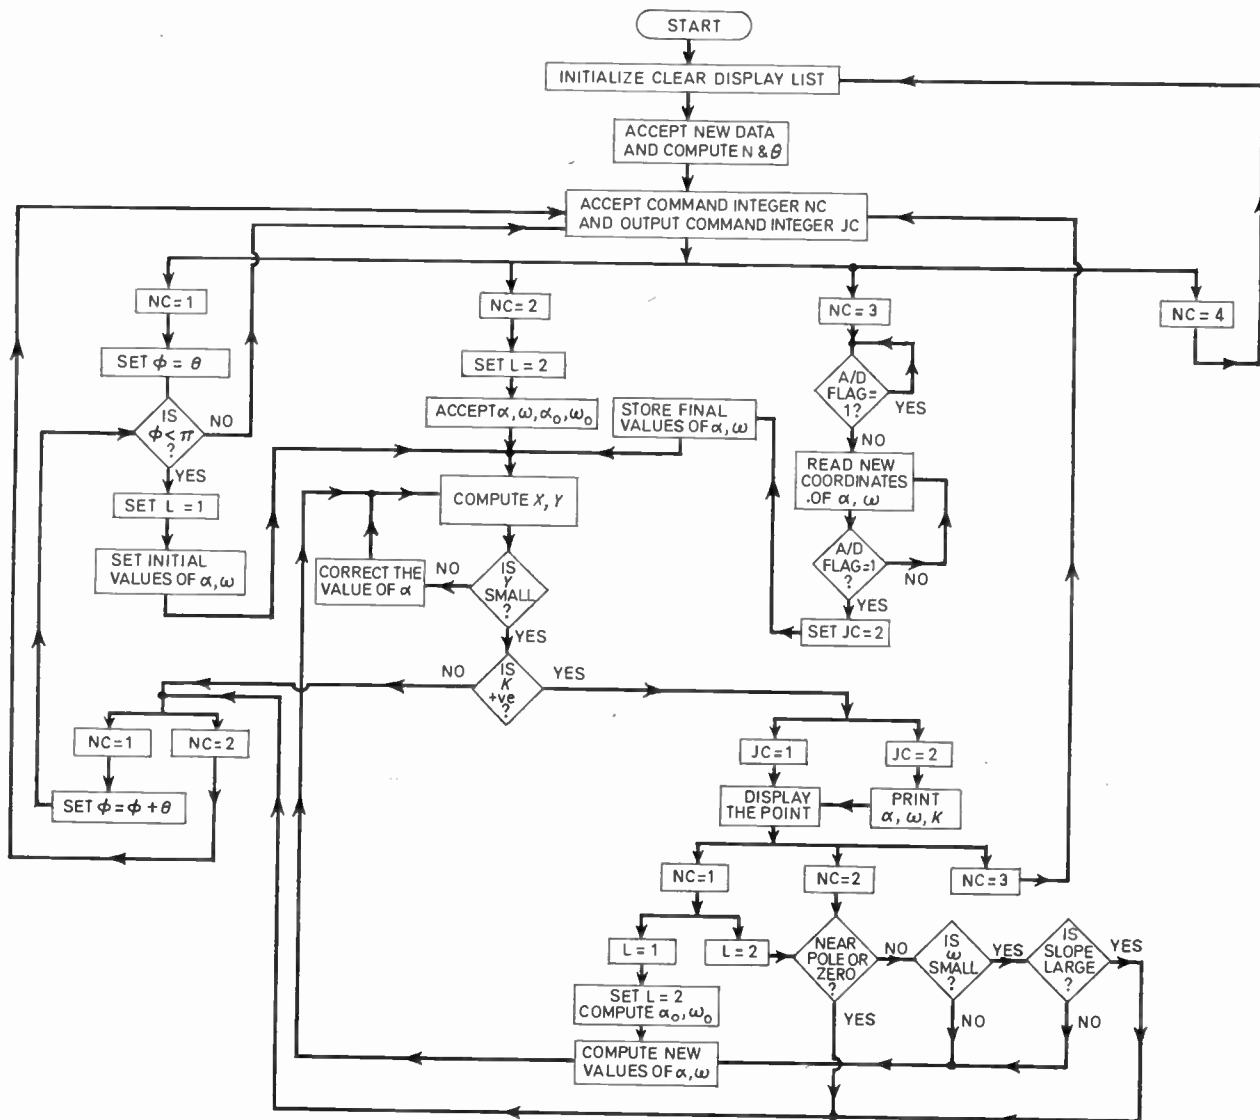 START
INITIALIZE CLEAR DISPLAY LIST
ACCEPT NEW DATA
AND COMPUTE N & θ
ACCEPT COMMAND INTEGER NC
AND OUTPUT COMMAND INTEGER JC
NC=1
NC=2
NC=3
NC=4
SET ϕ = θ
IS
ϕ<π
?
NO
YES
SET L =1
SET INITIAL
VALUES OF α,ω
SET L=2
ACCEPT α,ω,α₀,ω₀
STORE FINAL
VALUES OF α,ω
A/D
FLAG=
1?
YES
NO
READ NEW
COORDINATES
OF α, ω
A/D
FLAG=1
?
NO
YES
SET JC=2
COMPUTE X, Y
CORRECT THE
VALUE OF α
NO
IS
Y
SMALL
?
YES
IS
K
+ve
?
NO
YES
NC=1
NC=2
SET ϕ=ϕ + θ
JC=1
JC=2
DISPLAY
THE POINT
PRINT
α, ω, K
NC=1
NC=2
NC=3
L=1
L=2
NEAR
POLE OR
ZERO
?
NO
YES
IS
ω
SMALL
?
YES
NO
IS
SLOPE
LARGE
?
YES
NO
SET L=2
COMPUTE α₀,ω₀
COMPUTE NEW
VALUES OF α,ω